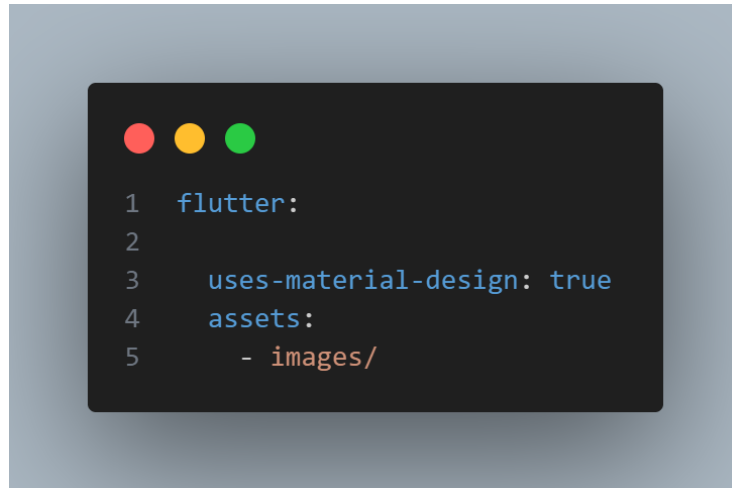 1 flutter:
2
3 uses-material-design: true
4 assets:
5 - images/